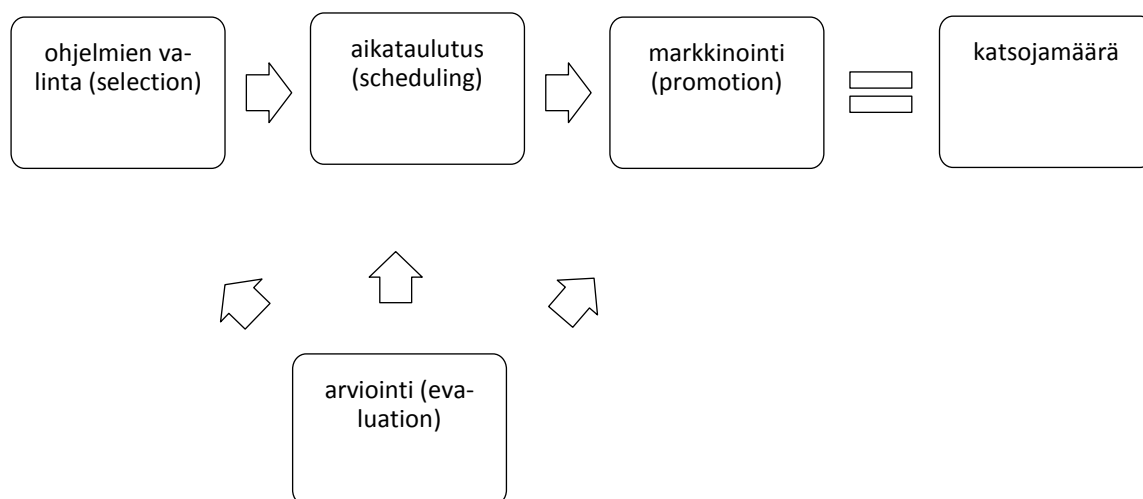 ohjelmien va-
linta (selection)
aikataulutus
(scheduling)
markkinointi
(promotion)
katsojamäärä
arviointi (eva-
luation)